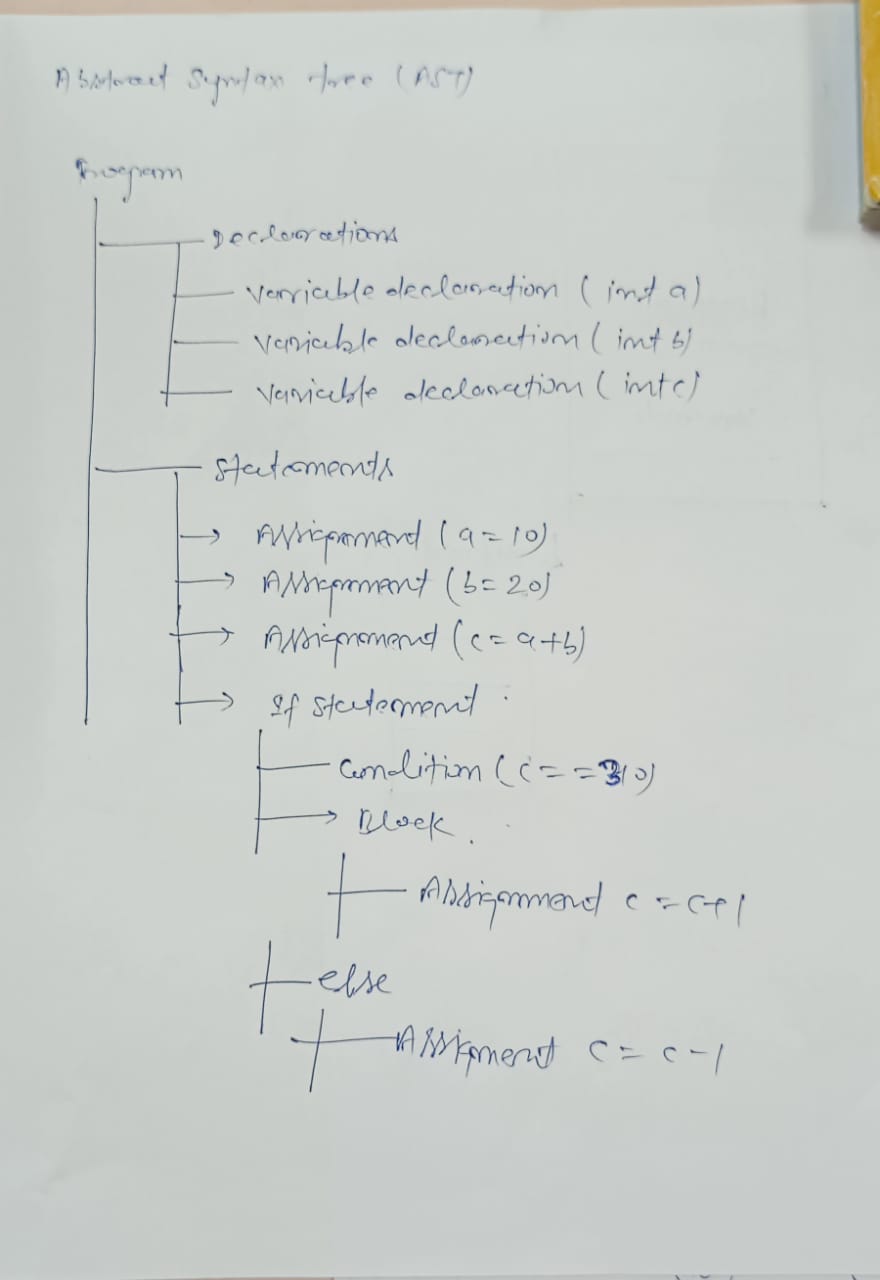 Abstract Syntax tree (AST)
Program
Declarations
variable declaration (int a)
variable declaration (int b)
variable declaration (int c)
Statements
Assignment (a = 10)
Assignment (b = 20)
Assignment (c = a+b)
If statement
condition (c == 30)
Block
Assignment c = c+1
else
Assignment c = c-1